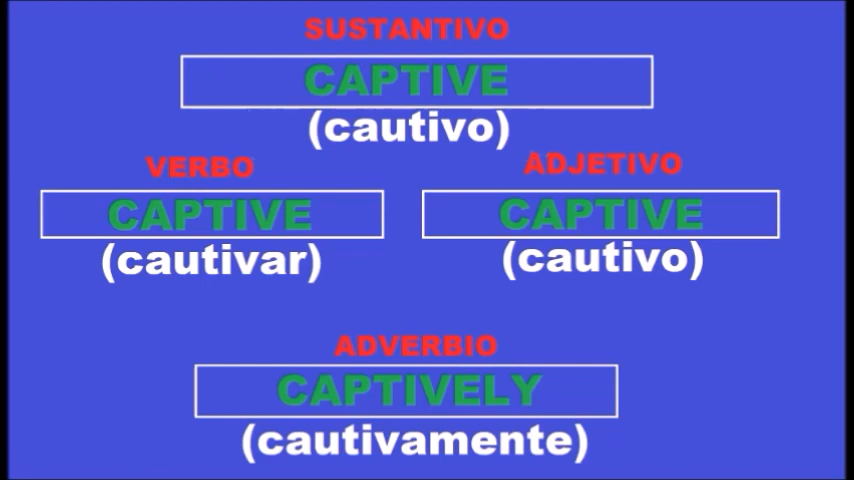 SUSTANTIVO
CAPTIVE
(cautivo)
VERBO
CAPTIVE
(cautivar)
ADJETIVO
CAPTIVE
(cautivo)
ADVERBIO
CAPTIVELY
(cautivamente)